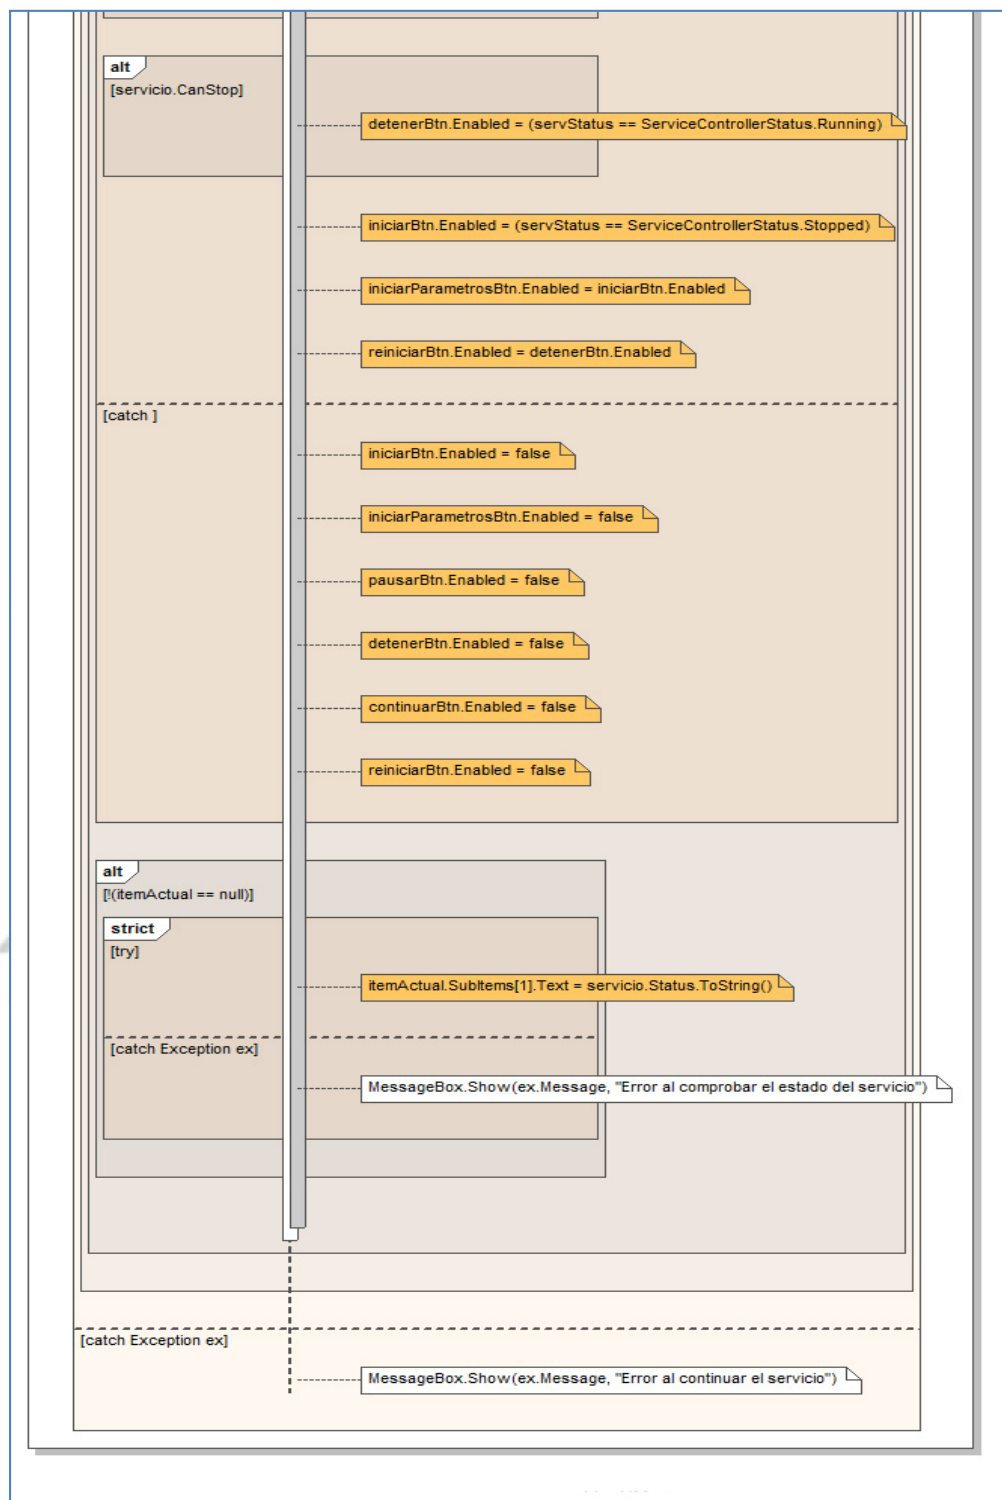 alt
[servicio.CanStop]
detenerBtn.Enabled = (servStatus == ServiceControllerStatus.Running)
iniciarBtn.Enabled = (servStatus == ServiceControllerStatus.Stopped)
iniciarParametrosBtn.Enabled = iniciarBtn.Enabled
reiniciarBtn.Enabled = detenerBtn.Enabled
[catch ]
iniciarBtn.Enabled = false
iniciarParametrosBtn.Enabled = false
pausarBtn.Enabled = false
detenerBtn.Enabled = false
continuarBtn.Enabled = false
reiniciarBtn.Enabled = false
alt
[!(itemActual == null)]
strict
[try]
itemActual.SubItems[1].Text = servicio.Status.ToString()
[catch Exception ex]
MessageBox.Show(ex.Message, "Error al comprobar el estado del servicio")
[catch Exception ex]
MessageBox.Show(ex.Message, "Error al continuar el servicio")